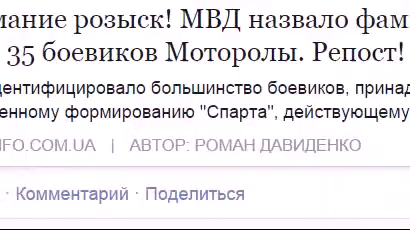 мание розыск! МВД назвало фам
35 боевиков Моторолы. Репост!
дентифицировало большинство боевиков, принад
енному формированию "Спарта", действующему
NFO.COM.UA | АВТОР: РОМАН ДАВИДЕНКО
· Комментарий · Поделиться